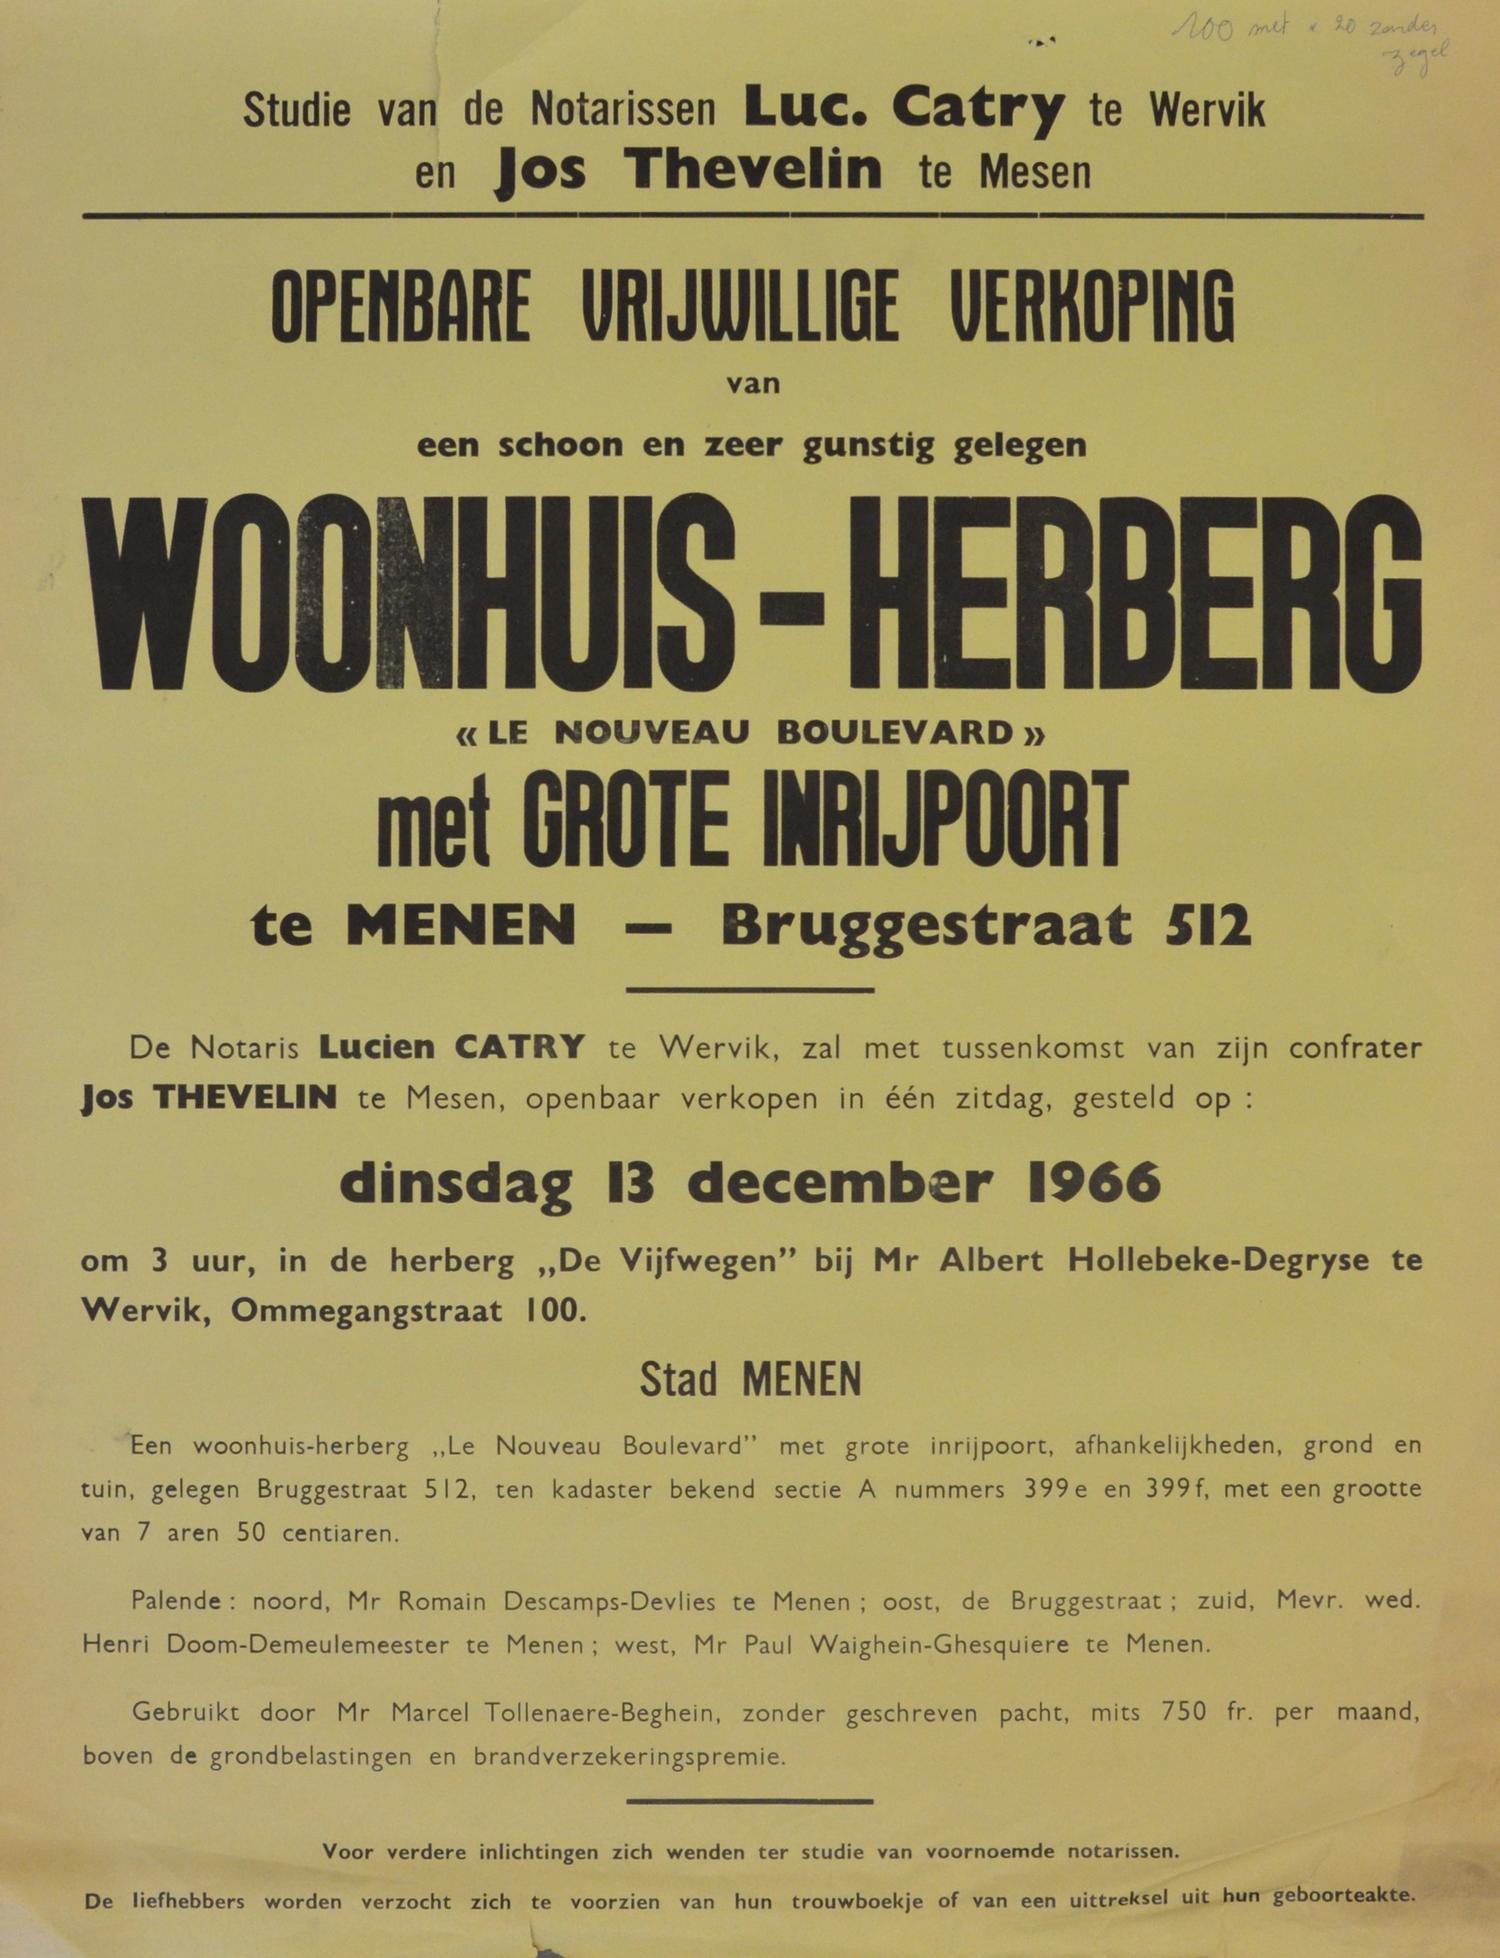 100 met + 20 zonder
zegel
Studie van de Notarissen Luc. Catry te Wervik
en Jos Thevelin te Mesen
OPENBARE VRIJWILLIGE VERKOPING
van
een schoon en zeer gunstig gelegen
WOONHUIS - HERBERG
« LE NOUVEAU BOULEVARD »
met GROTE INRIJPOORT
te MENEN — Bruggestraat 512
De Notaris Lucien CATRY te Wervik, zal met tussenkomst van zijn confrater
Jos THEVELIN te Mesen, openbaar verkopen in één zitdag, gesteld op :
dinsdag 13 december 1966
om 3 uur, in de herberg „De Vijfwegen” bij Mr Albert Hollebeke-Degryse te
Wervik, Ommegangstraat 100.
Stad MENEN
Een woonhuis-herberg „Le Nouveau Boulevard” met grote inrijpoort, afhankelijkheden, grond en
tuin, gelegen Bruggestraat 512, ten kadaster bekend sectie A nummers 399e en 399f, met een grootte
van 7 aren 50 centiaren.
Palende : noord, Mr Romain Descamps-Devlies te Menen ; oost, de Bruggestraat ; zuid, Mevr. wed.
Henri Doom-Demeulemeester te Menen ; west, Mr Paul Waighein-Ghesquiere te Menen.
Gebruikt door Mr Marcel Tollenaere-Beghein, zonder geschreven pacht, mits 750 fr. per maand,
boven de grondbelastingen en brandverzekeringspremie.
Voor verdere inlichtingen zich wenden ter studie van voornoemde notarissen.
De liefhebbers worden verzocht zich te voorzien van hun trouwboekje of van een uittreksel uit hun geboorteakte.